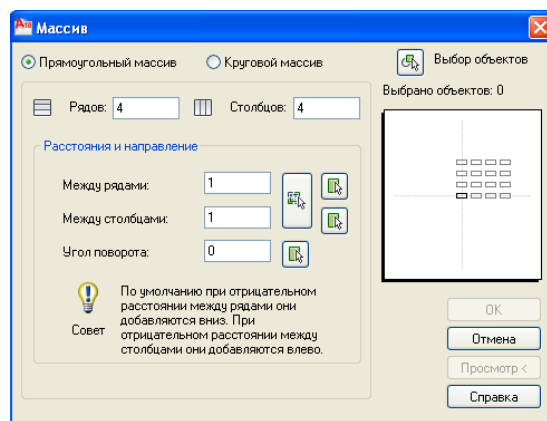 A10 Массив
Прямоугольный массив Круговой массив Выбор объектов
Выбрано объектов: 0
Рядов: 4 Столбцов: 4
Расстояния и направление
Между рядами: 1
Между столбцами: 1
Угол поворота: 0
По умолчанию при отрицательном
расстоянии между рядами они
добавляются вниз. При
отрицательном расстоянии между
столбцами они добавляются влево.
Совет
OK
Отмена
Просмотр <
Справка